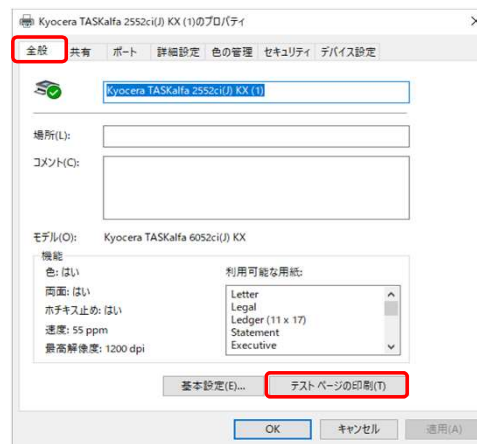 Kyocera TASKalfa 2552ci(J) KX (1)のプロパティ
全般 共有 ポート 詳細設定 色の管理 セキュリティ デバイス設定
Kyocera TASKalfa 2552ci(J) KX (1)
場所(L):
コメント(C):
モデル(O): Kyocera TASKalfa 6052ci(J) KX
機能
色: はい
利用可能な用紙:
両面: はい
ホチキス止め: はい
速度: 55 ppm
最高解像度: 1200 dpi
Letter
Legal
Ledger (11 x 17)
Statement
Executive
基本設定(E)... テスト ページの印刷(T)
OK キャンセル 適用(A)